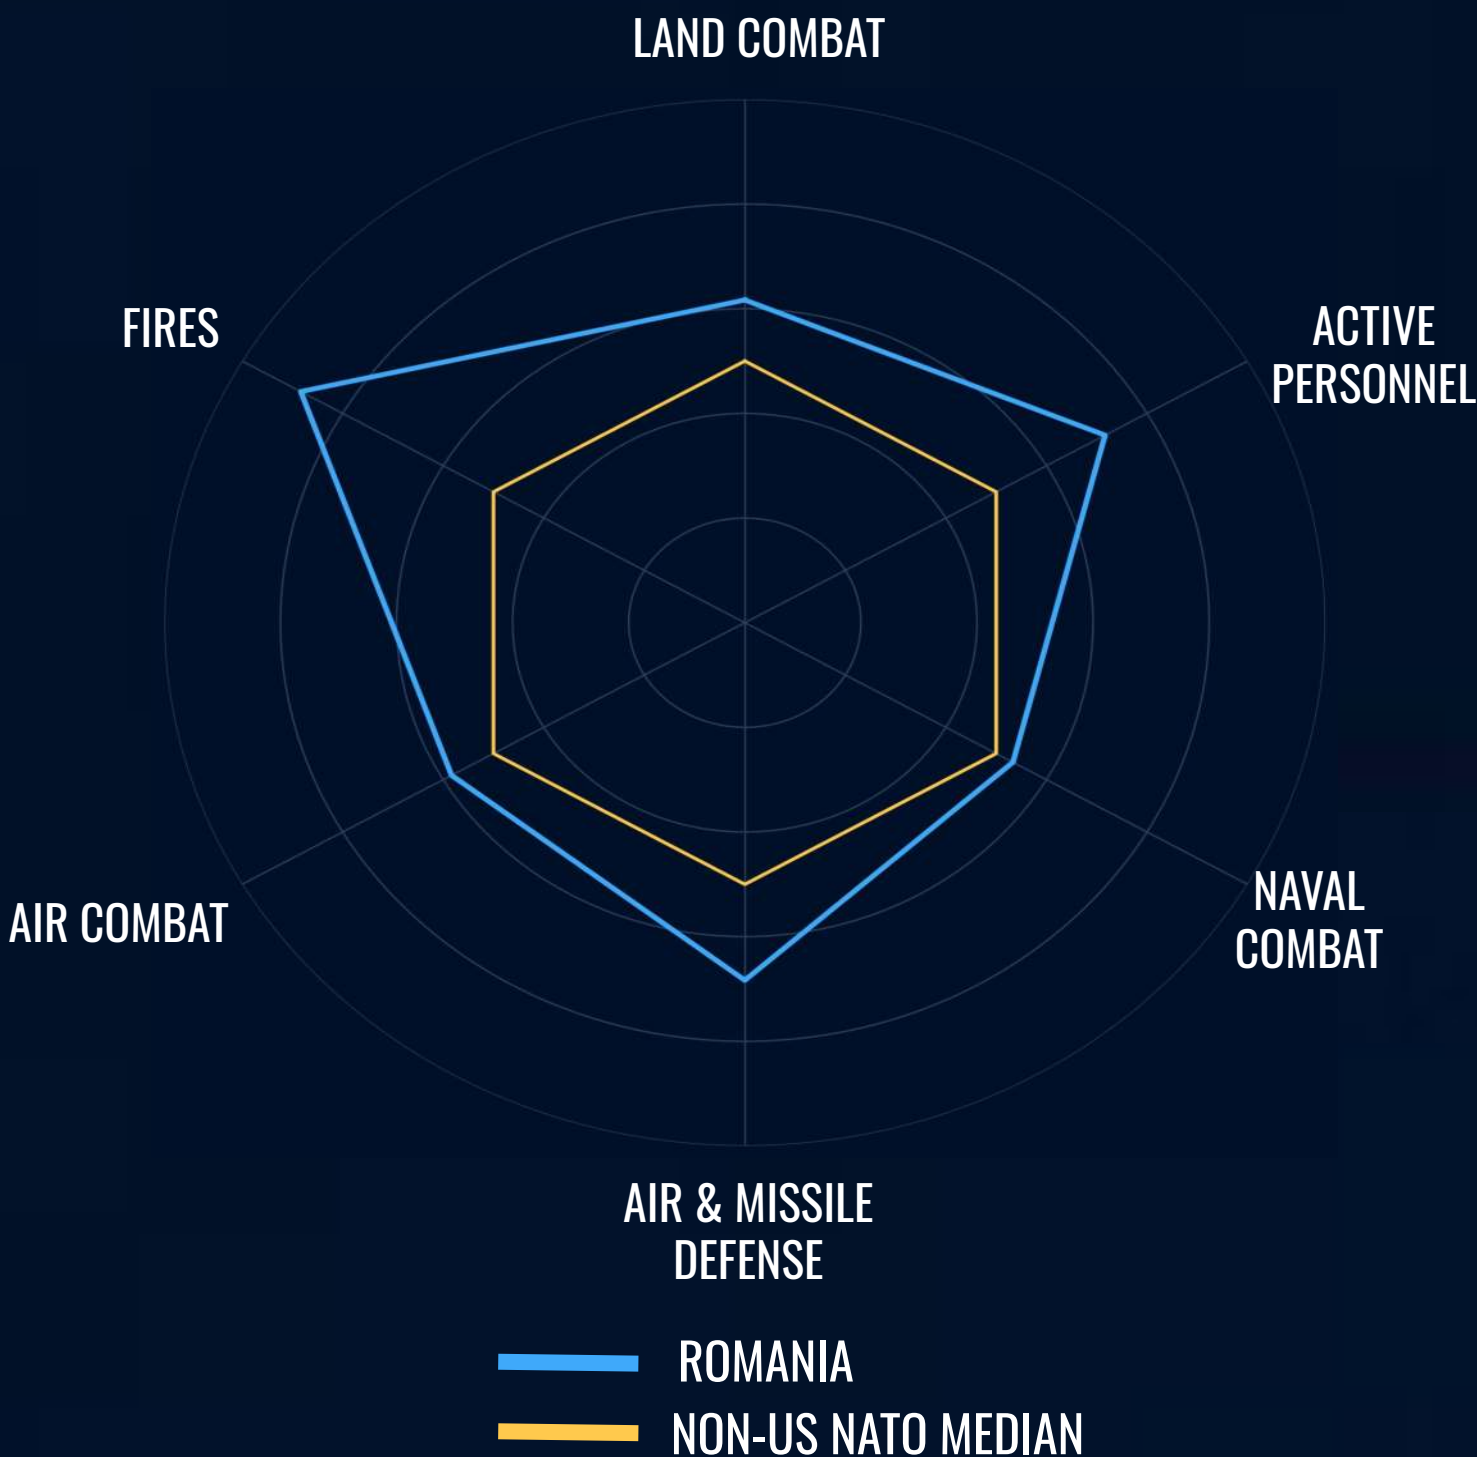 LAND COMBAT
FIRES
ACTIVE
PERSONNEL
AIR COMBAT
NAVAL
COMBAT
AIR & MISSILE
DEFENSE
ROMANIA
NON-US NATO MEDIAN